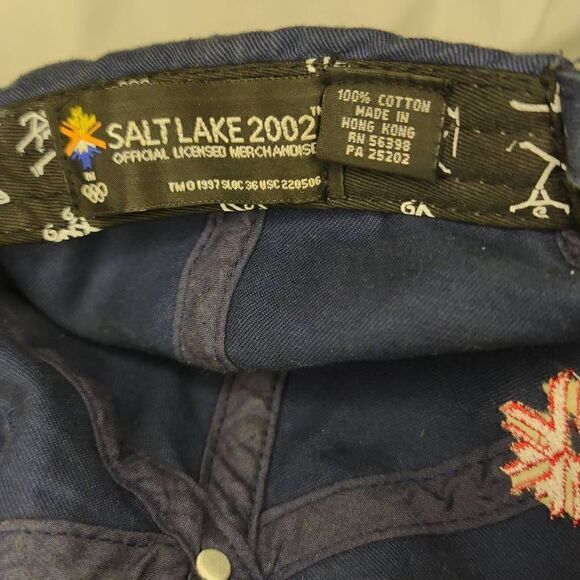 SALT LAKE 2002™
OFFICIAL LICENSED MERCHANDISE
TM
TM © 1997 SLOC 36 USC 220506
100% COTTON
MADE IN
HONG KONG
RN 56398
PA 25202